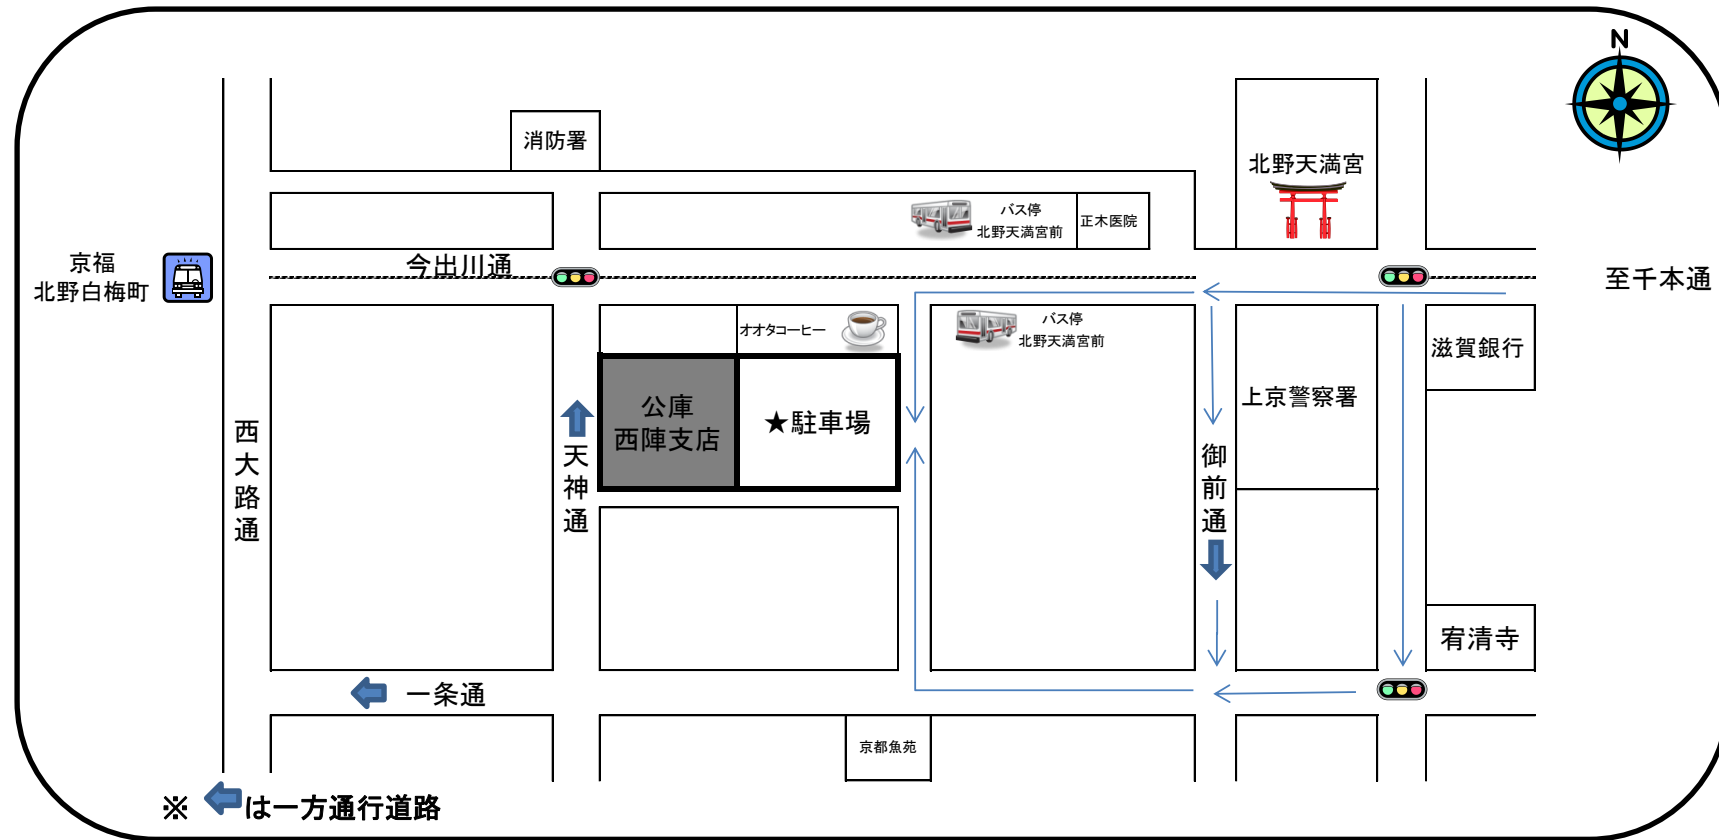 N
消防署
北野天満宮
バス停
北野天満宮前
正木医院
京福
北野白梅町
今出川通
至千本通
オオタコーヒー
バス停
北野天満宮前
滋賀銀行
公庫
西陣支店
★駐車場
上京警察署
西大路通
天神通
御前通
宥清寺
一条通
京都魚苑
※ は一方通行道路